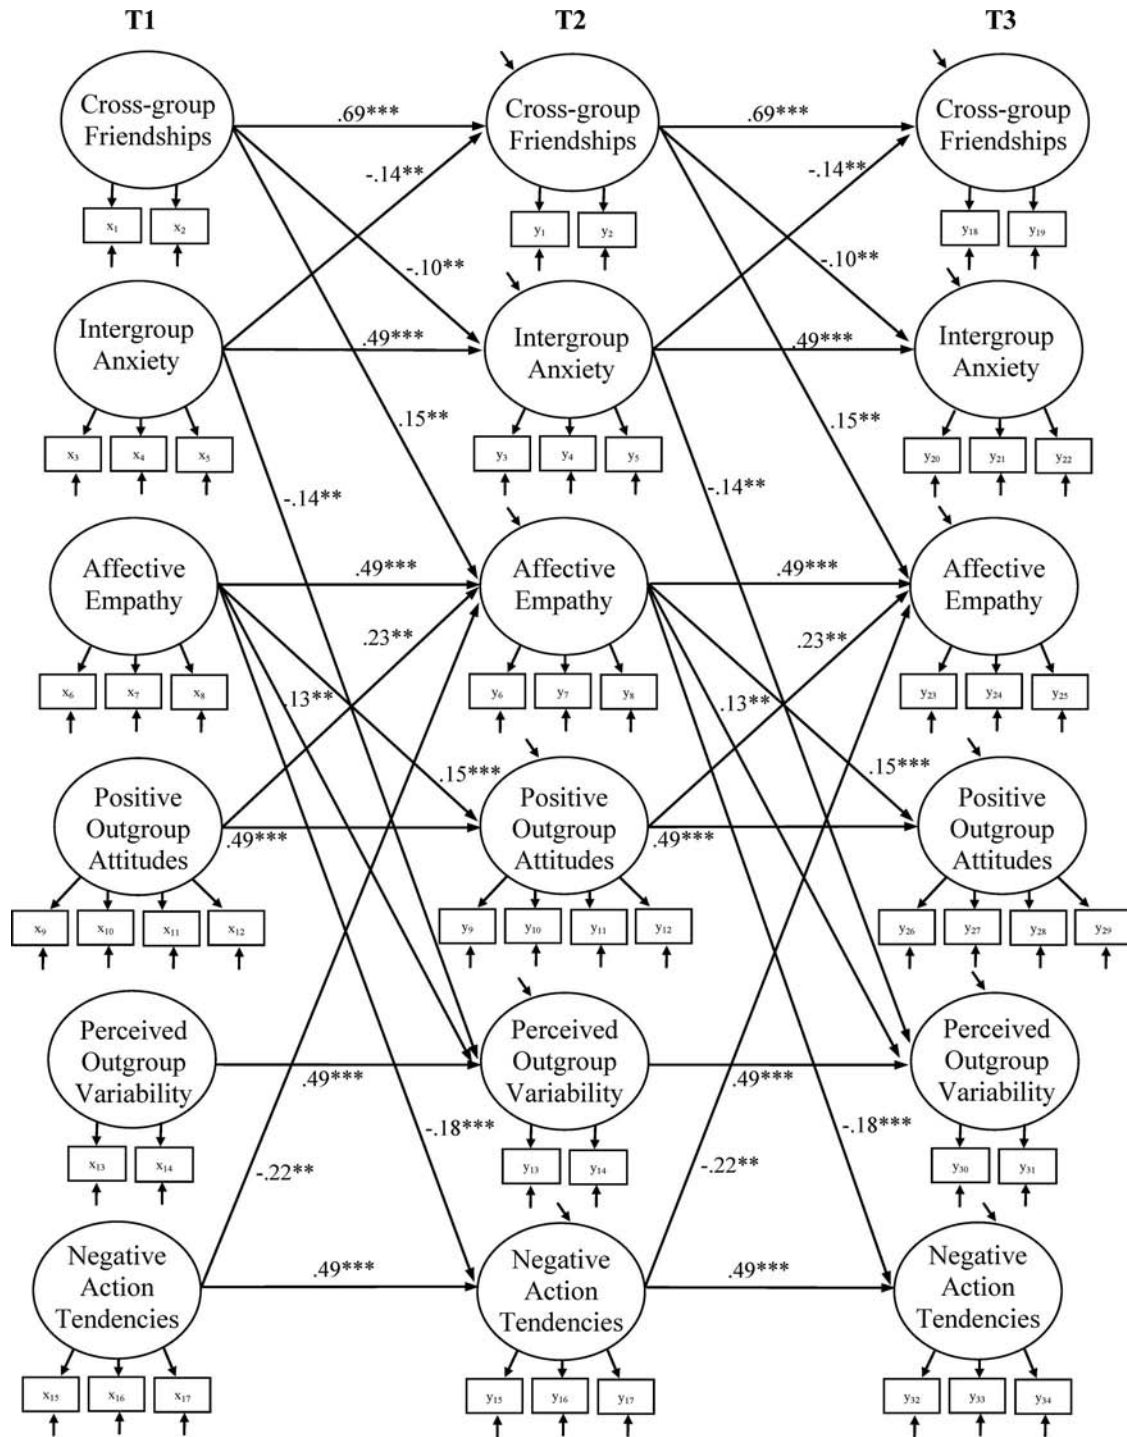 T1 T2 T3
Cross-group Cross-group Cross-group
Friendships Friendships Friendships
.69*** .69***
-.14** -.14**
x1 x2 y1 y2 y18 y19
-.10** -.10**
Intergroup Intergroup Intergroup
Anxiety Anxiety Anxiety
.49*** .49***
.15** .15**
x3 x4 x5 y3 y4 y5 y20 y21 y22
-.14** -.14**
Affective Affective Affective
Empathy Empathy Empathy
.49*** .49***
.23** .23**
x6 x7 x8 y6 y7 y8 y23 y24 y25
.13** .13**
.15*** .15***
Positive Positive Positive
Outgroup Outgroup Outgroup
Attitudes Attitudes Attitudes
.49*** .49***
x9 x10 x11 x12 y9 y10 y11 y12 y26 y27 y28 y29
Perceived Perceived Perceived
Outgroup Outgroup Outgroup
Variability Variability Variability
.49*** .49***
-.18*** -.18***
x13 x14 y13 y14 y30 y31
-.22** -.22**
Negative Negative Negative
Action Action Action
Tendencies Tendencies Tendencies
.49*** .49***
x15 x16 x17 y15 y16 y17 y32 y33 y34